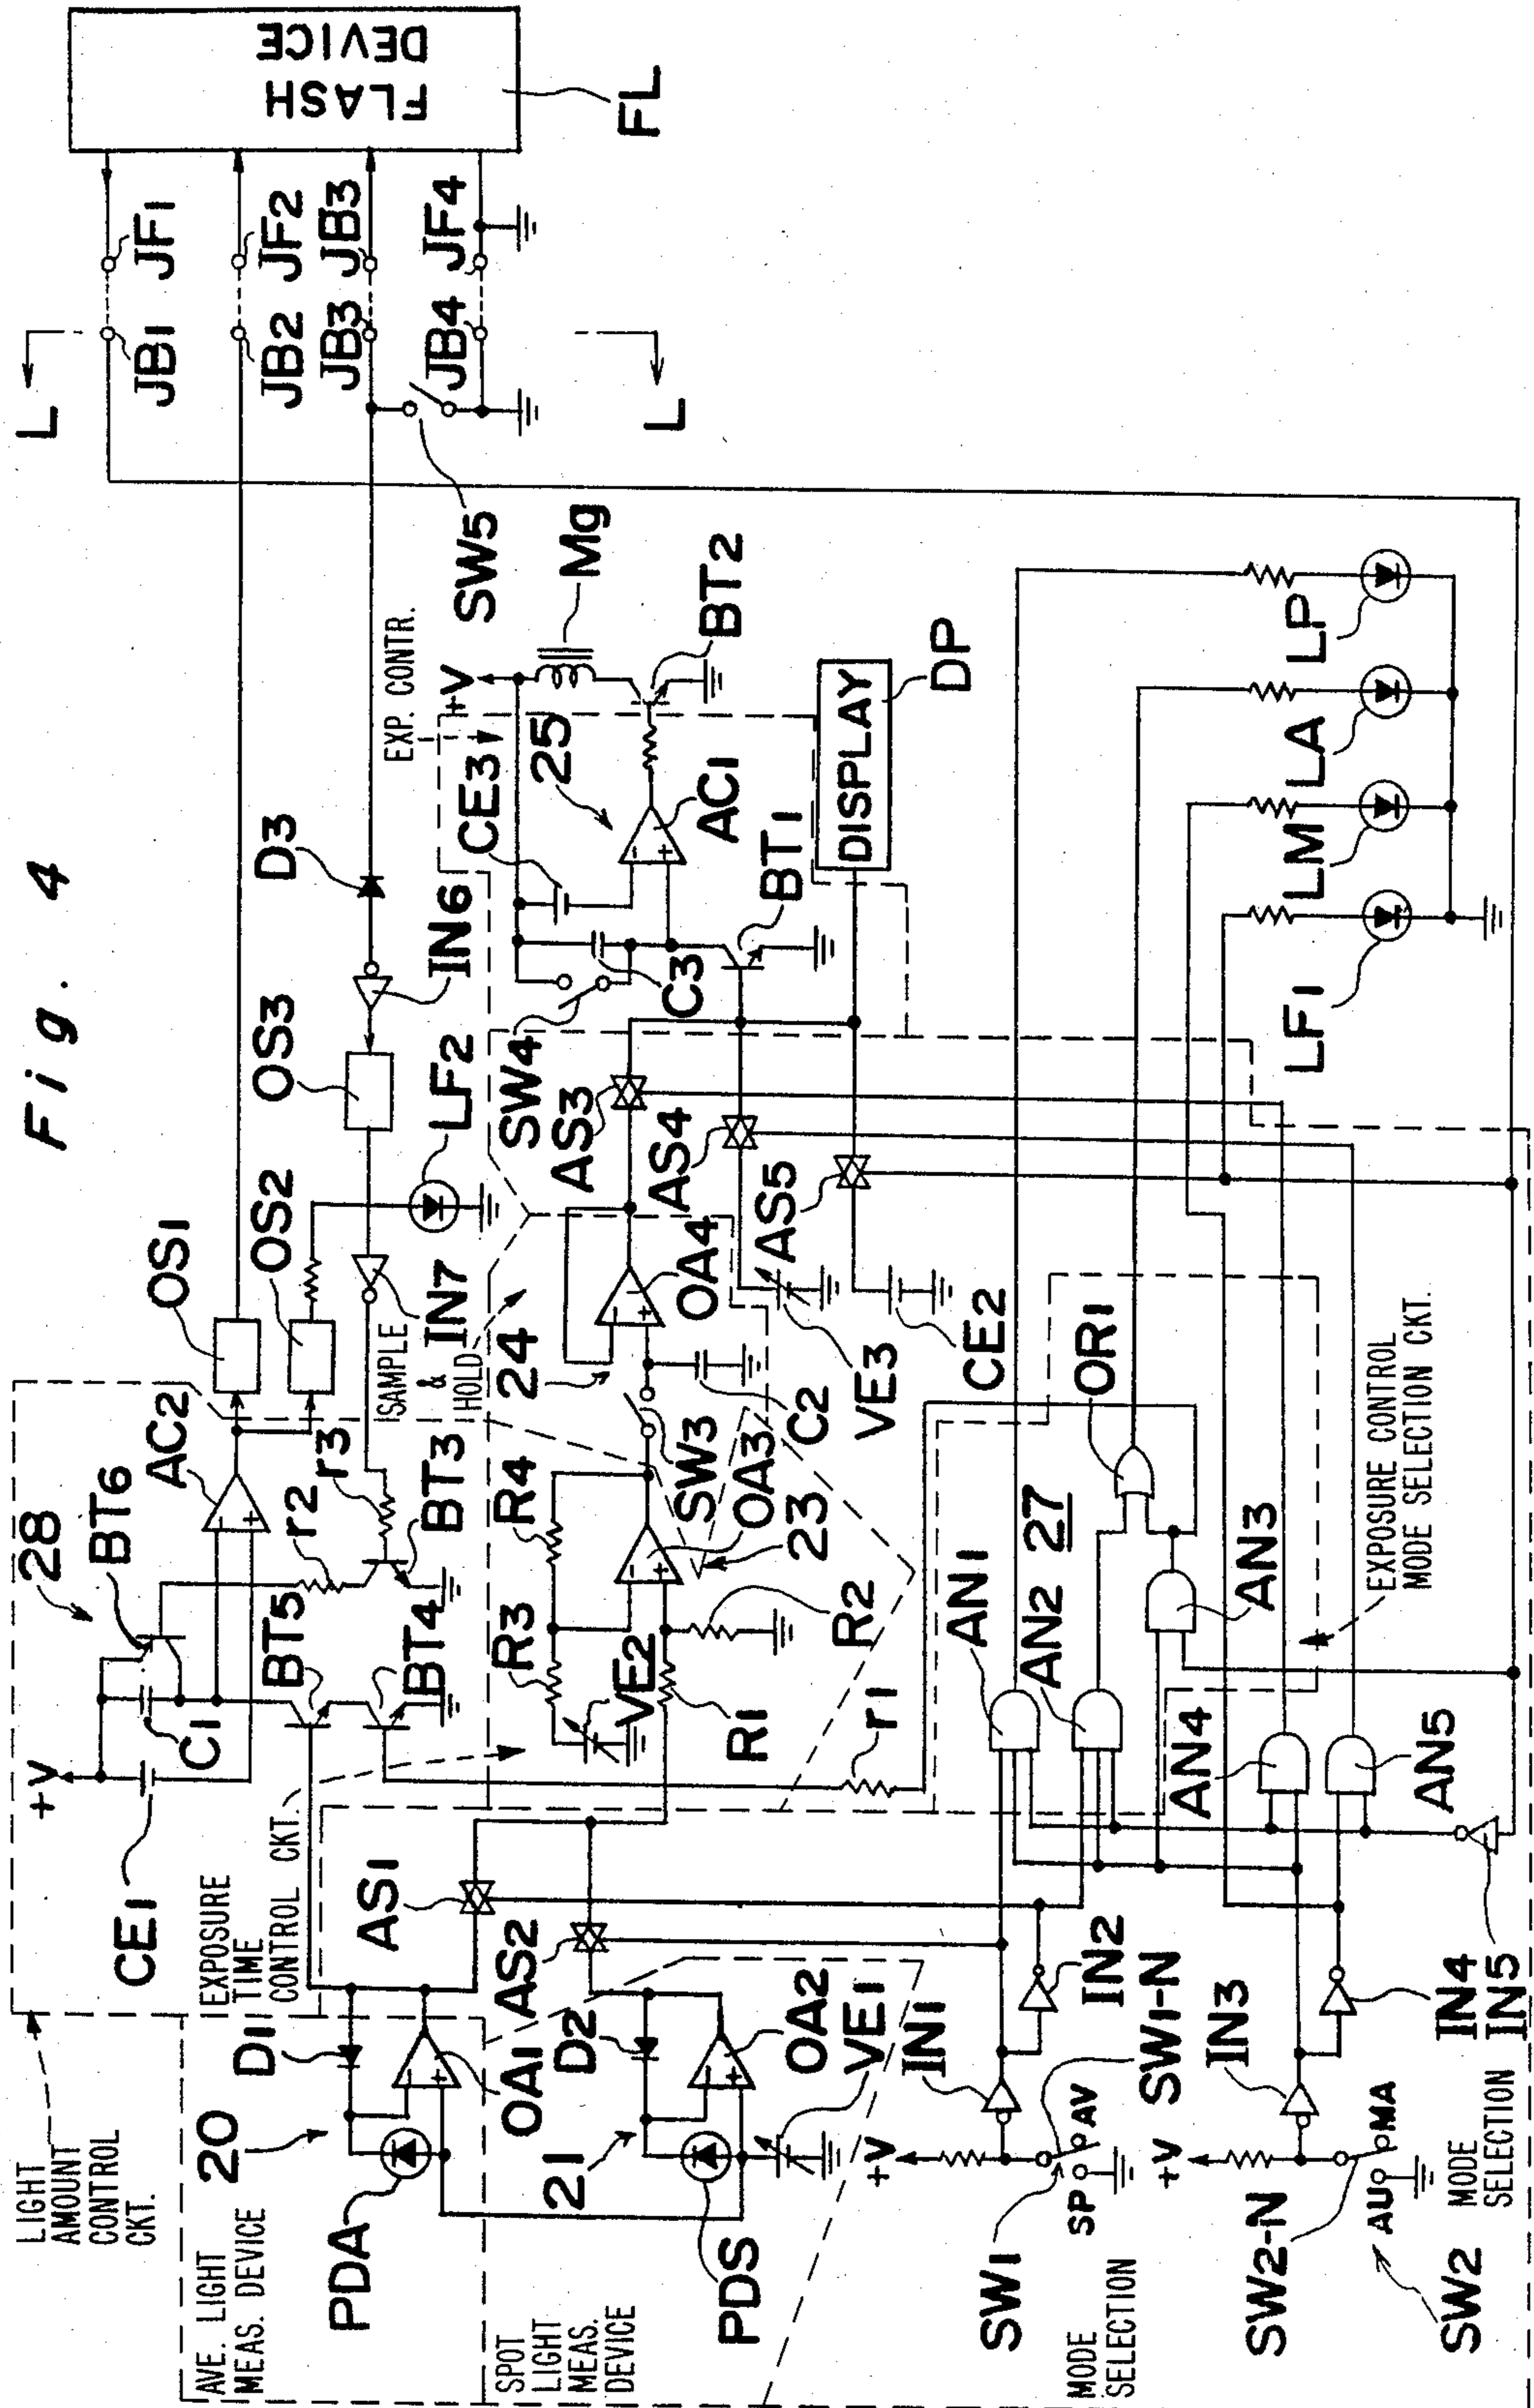 Fig. 4
FLASH
DEVICE
FL
L
JB1
JF1
JB2
JF2
JB3
JB3
JB4
JF4
L
SW5
D3
IN6
OS3
LF2
OS1
OS2
IN7
EXP. CONTR.
+V
Mg
BT2
CE3
25
AC1
SW4
C3
BT1
DISPLAY
DP
AS3
AS4
AS5
SAMPLE
&
HOLD
24
OA4
SW3
C2
VE3
CE2
LP
LA
LM
LF1
28
BT6
AC2
r2
r3
BT3
BT5
BT4
C1
+V
CE1
R4
R3
OA3
23
VE2
R2
R1
r1
ORI
AN1
AN2
27
AN3
AN4
AN5
EXPOSURE CONTROL
MODE SELECTION CKT.
EXPOSURE
TIME
CONTROL CKT.
LIGHT
AMOUNT
CONTROL
CKT.
AS1
AS2
D1
20
OA1
PDA
AVE. LIGHT
MEAS. DEVICE
D2
21
OA2
VE1
PDS
SPOT
LIGHT
MEAS.
DEVICE
IN1
IN2
+V
SP
AV
SW1
SW1-N
MODE
SELECTION
IN3
IN4
IN5
+V
AU
MA
SW2-N
SW2
MODE
SELECTION